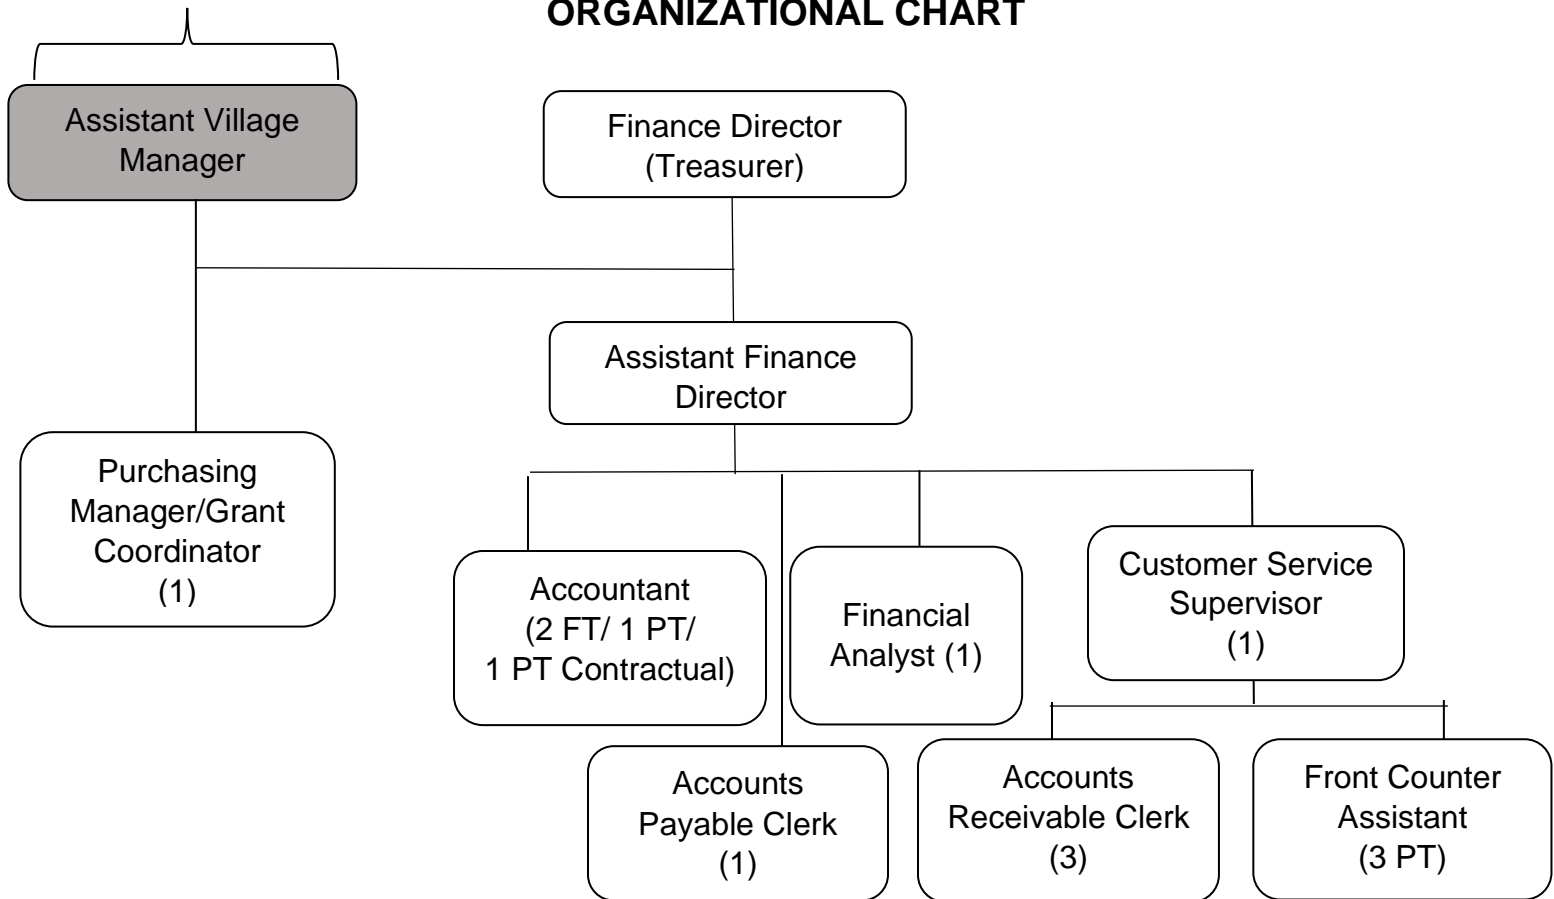 ORGANIZATIONAL CHART
Assistant Village
Manager
Finance Director
(Treasurer)
Assistant Finance
Director
Purchasing
Manager/Grant
Coordinator
(1)
Accountant
(2 FT/ 1 PT/
1 PT Contractual)
Financial
Analyst (1)
Customer Service
Supervisor
(1)
Accounts
Payable Clerk
(1)
Accounts
Receivable Clerk
(3)
Front Counter
Assistant
(3 PT)